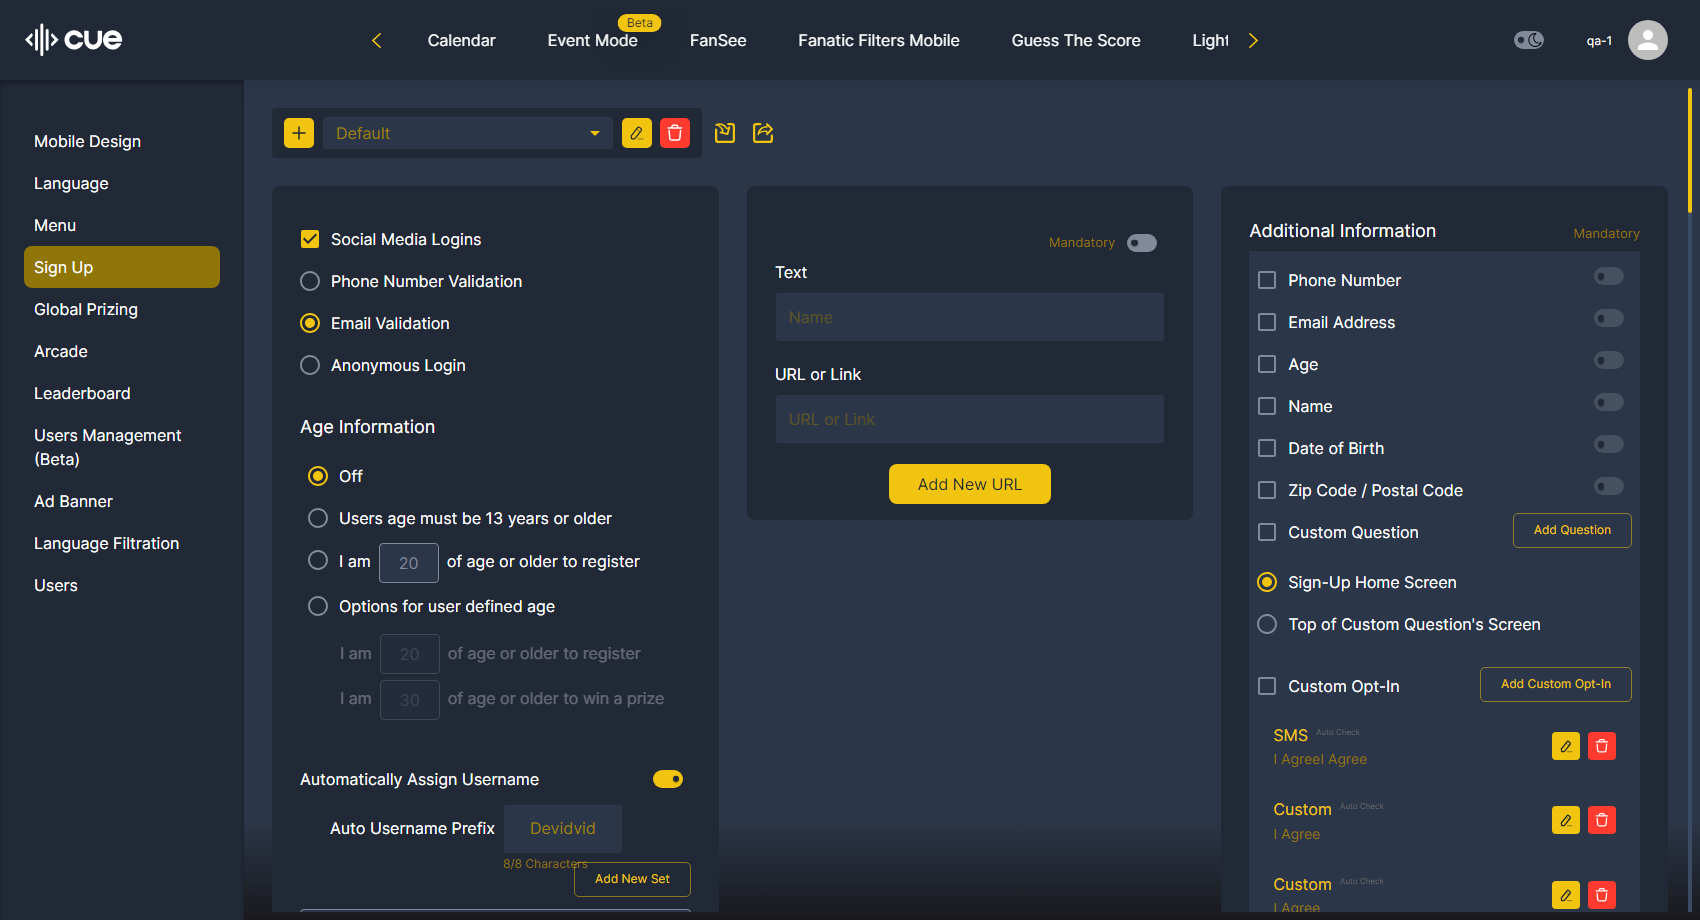 cue
Calendar
Event Mode
Beta
FanSee
Fanatic Filters Mobile
Guess The Score
Light
qa-1
Mobile Design
Language
Menu
Sign Up
Global Prizing
Arcade
Leaderboard
Users Management
(Beta)
Ad Banner
Language Filtration
Users
Default
Social Media Logins
Phone Number Validation
Email Validation
Anonymous Login
Age Information
Off
Users age must be 13 years or older
I am 20 of age or older to register
Options for user defined age
I am 20 of age or older to register
I am 30 of age or older to win a prize
Automatically Assign Username
Auto Username Prefix Devidvid
8/8 Characters
Add New Set
Mandatory
Text
Name
URL or Link
URL or Link
Add New URL
Additional Information Mandatory
Phone Number
Email Address
Age
Name
Date of Birth
Zip Code / Postal Code
Custom Question Add Question
Sign-Up Home Screen
Top of Custom Question's Screen
Custom Opt-In Add Custom Opt-In
SMS Auto Check
I AgreeI Agree
Custom Auto Check
I Agree
Custom Auto Check
I Agree